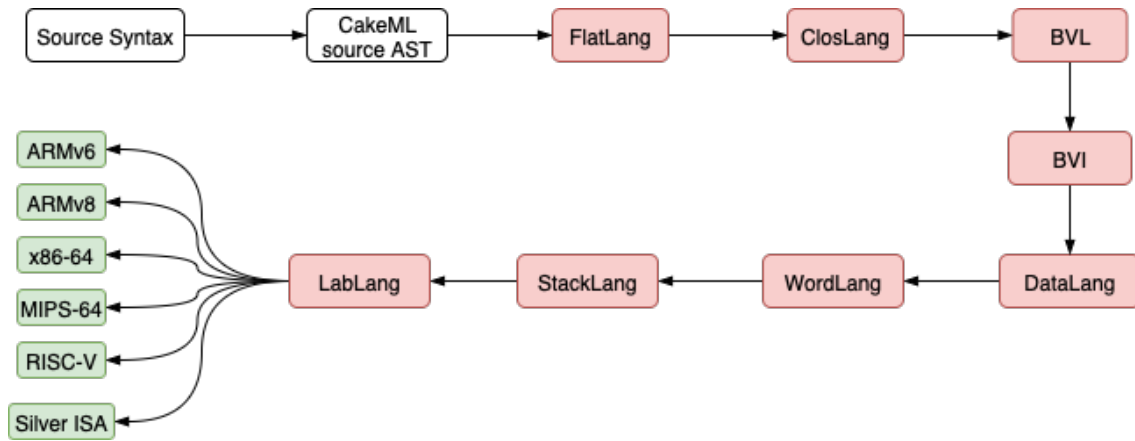 Source Syntax
CakeML
source AST
FlatLang
ClosLang
BVL
BVI
DataLang
WordLang
StackLang
LabLang
ARMv6
ARMv8
x86-64
MIPS-64
RISC-V
Silver ISA